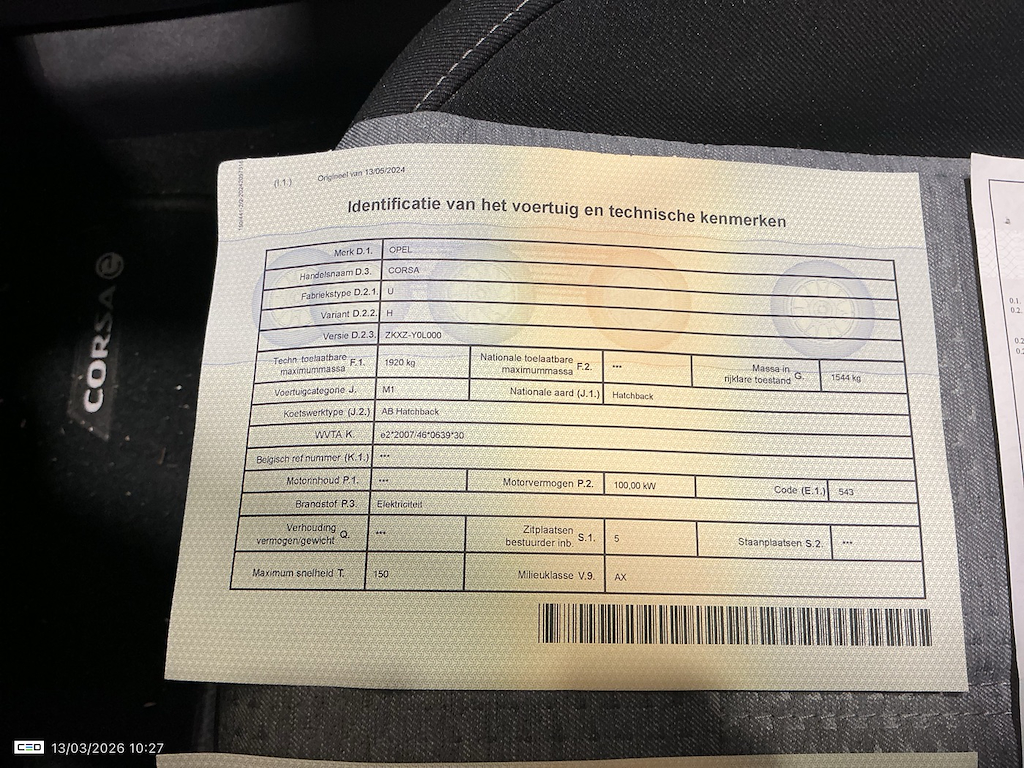 (I.1.) Origineel van 13/05/2024
Identificatie van het voertuig en technische kenmerken
Merk D.1. OPEL
Handelsnaam D.3. CORSA
Fabriekstype D.2.1. U
Variant D.2.2. H
Versie D.2.3. ZKXZ-Y0L000
Techn. toelaatbare maximummassa F.1. 1920 kg Nationale toelaatbare maximummassa F.2. *** Massa in rijklare toestand G. 1544 kg
Voertuigcategorie J. M1 Nationale aard (J.1.) Hatchback
Koetswerktype (J.2.) AB Hatchback
WVTA K. e2*2007/46*0639*30
Belgisch ref nummer (K.1.) ***
Motorinhoud P.1. *** Motorvermogen P.2. 100,00 kW Code (E.1.) 543
Brandstof P.3. Elektriciteit
Verhouding vermogen/gewicht Q. *** Zitplaatsen bestuurder inb. S.1. 5 Staanplaatsen S.2. ***
Maximum snelheid T. 150 Milieuklasse V.9. AX
CORSA e
0.1.
0.2.
CEO 13/03/2026 10:27